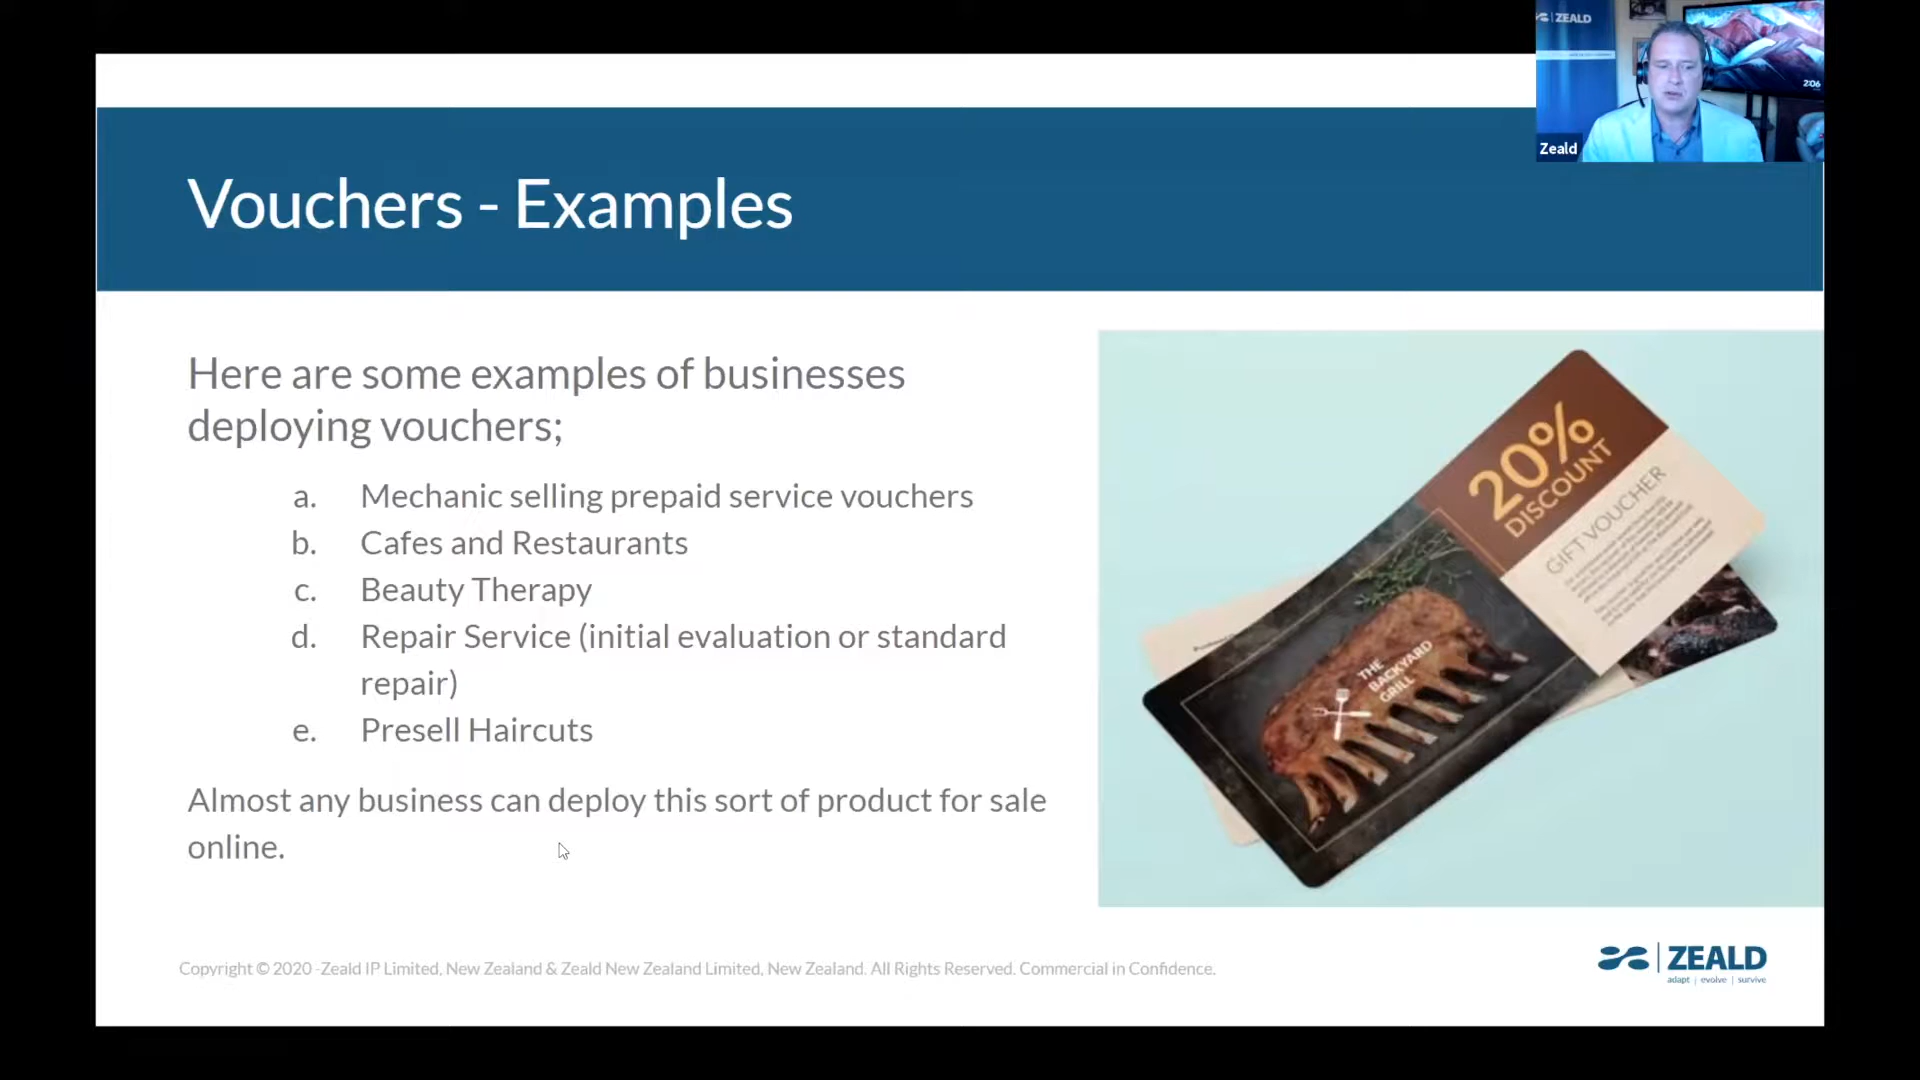 ZEALD
2:06
Zeald
Vouchers - Examples
Here are some examples of businesses
deploying vouchers;
a. Mechanic selling prepaid service vouchers
b. Cafes and Restaurants
c. Beauty Therapy
d. Repair Service (initial evaluation or standard
repair)
e. Presell Haircuts
Almost any business can deploy this sort of product for sale
online.
20%
DISCOUNT
GIFT VOUCHER
THE
BACKYARD
GRILL
Copyright © 2020 -Zeald IP Limited, New Zealand & Zeald New Zealand Limited, New Zealand. All Rights Reserved. Commercial in Confidence.
ZEALD
adapt | evolve | survive